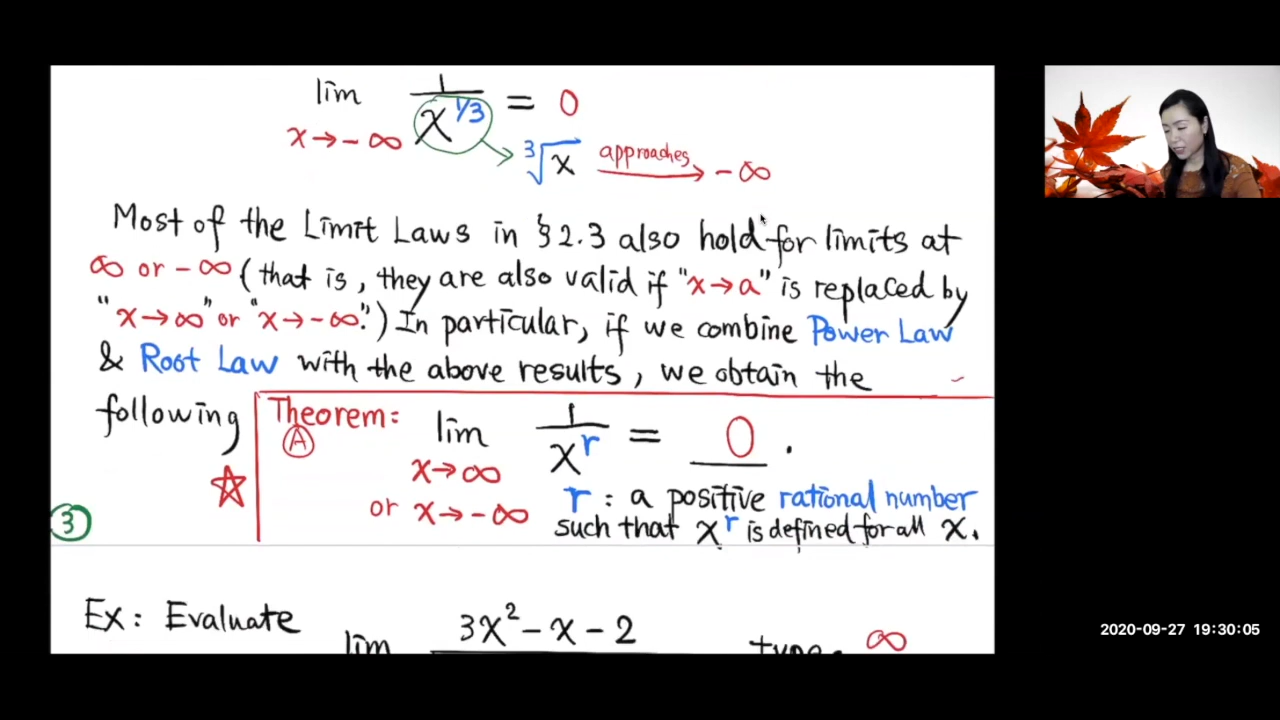 lim 1/x^1/3 = 0
x→-∞
∛x approaches -∞
Most of the Limit Laws in §2.3 also hold for limits at
∞ or -∞ (that is, they are also valid if "x→a" is replaced by
"x→∞" or "x→-∞".) In particular, if we combine Power Law
& Root Law with the above results, we obtain the
following
Theorem: lim 1/x^r = 0.
A
x→∞
or x→-∞
r : a positive rational number
such that x^r is defined for all x.
3
Ex: Evaluate
lim 3x²-x-2
type: ∞
2020-09-27 19:30:05